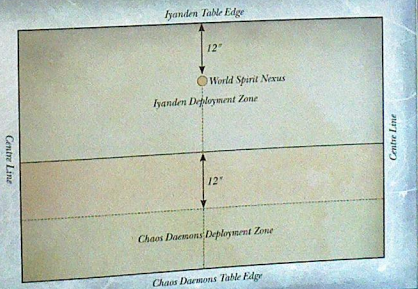 Iyanden Table Edge
12"
World Spirit Nexus
Iyanden Deployment Zone
Centre Line
Centre Line
12"
Chaos Daemons Deployment Zone
Chaos Daemons Table Edge